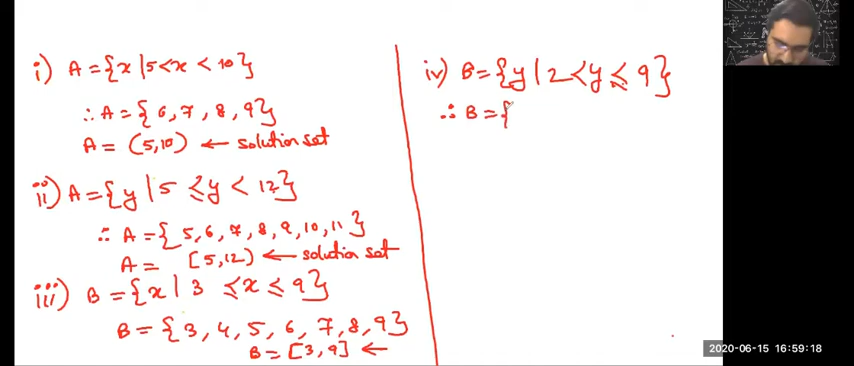 i) A = {x | 5 < x < 10}
∴ A = {6, 7, 8, 9}
A = (5, 10) ← solution set
ii) A = {y | 5 ≤ y < 12}
∴ A = {5, 6, 7, 8, 9, 10, 11}
A = [5, 12) ← solution set
iii) B = {x | 3 ≤ x ≤ 9}
B = {3, 4, 5, 6, 7, 8, 9}
B = [3, 9] ←
iv) B = {y | 2 < y ≤ 9}
∴ B = {
2020-06-15 16:59:18